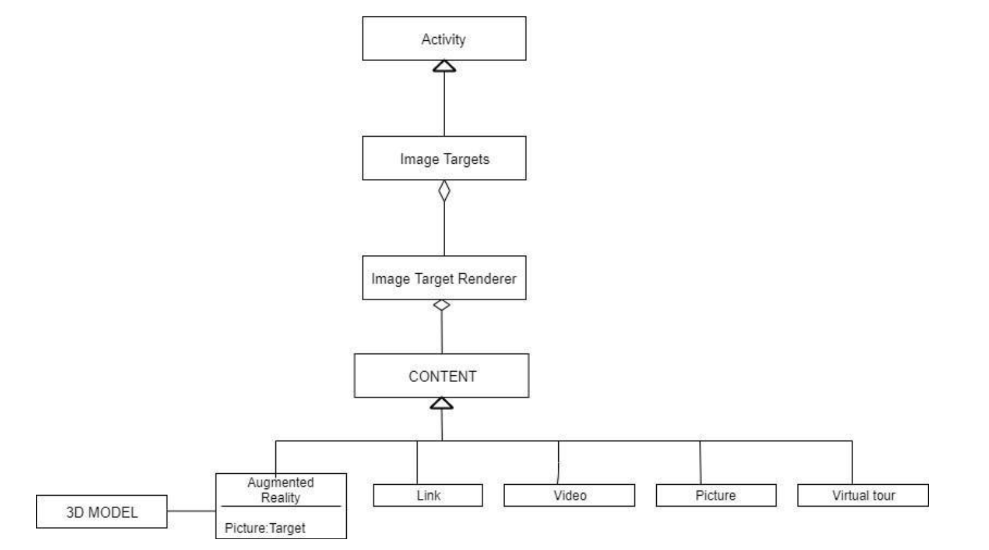 Activity
Image Targets
Image Target Renderer
CONTENT
Augmented
Reality
Picture:Target
3D MODEL
Link
Video
Picture
Virtual tour